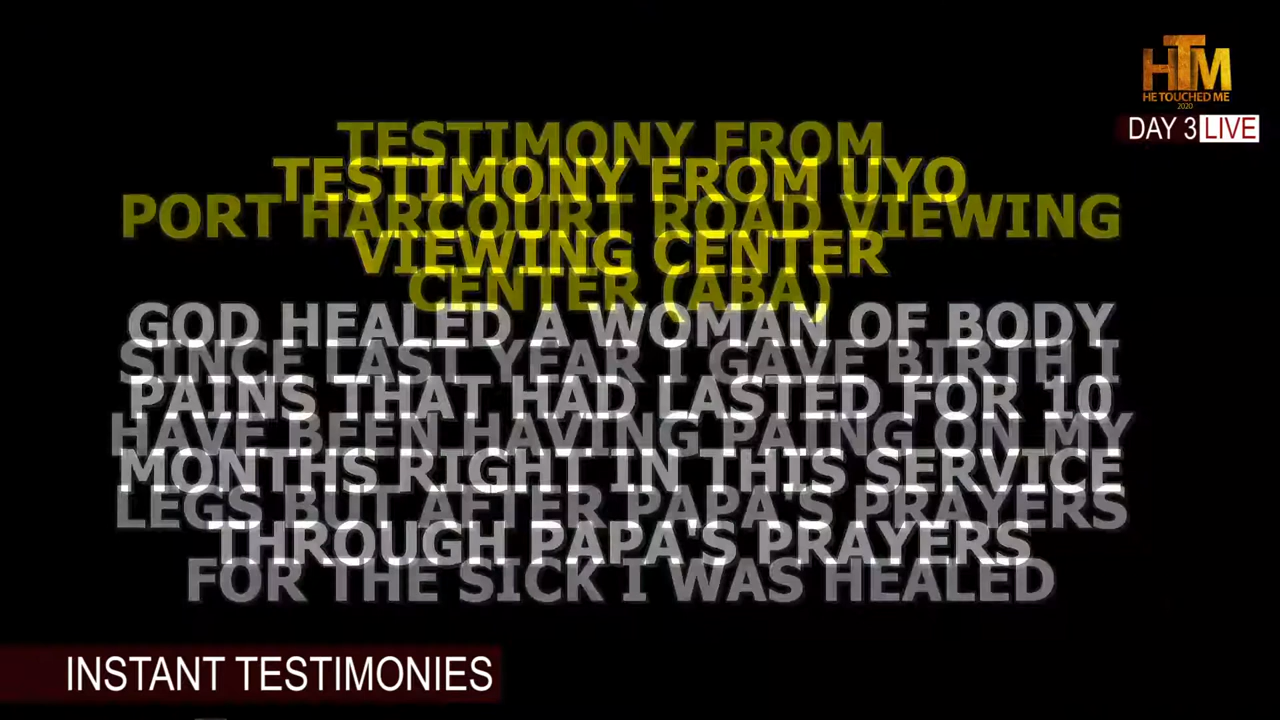 HTM
HE TOUCHED ME
2020
DAY 3 LIVE
TESTIMONY FROM
TESTIMONY FROM UYO
PORT HARCOURT ROAD VIEWING
VIEWING CENTER
CENTER (ABA)
GOD HEALED A WOMAN OF BODY
SINCE LAST YEAR I GAVE BIRTH I
PAINS THAT HAD LASTED FOR 10
HAVE BEEN HAVING PAING ON MY
MONTHS RIGHT IN THIS SERVICE
LEGS BUT AFTER PAPA'S PRAYERS
THROUGH PAPA'S PRAYERS
FOR THE SICK I WAS HEALED
INSTANT TESTIMONIES